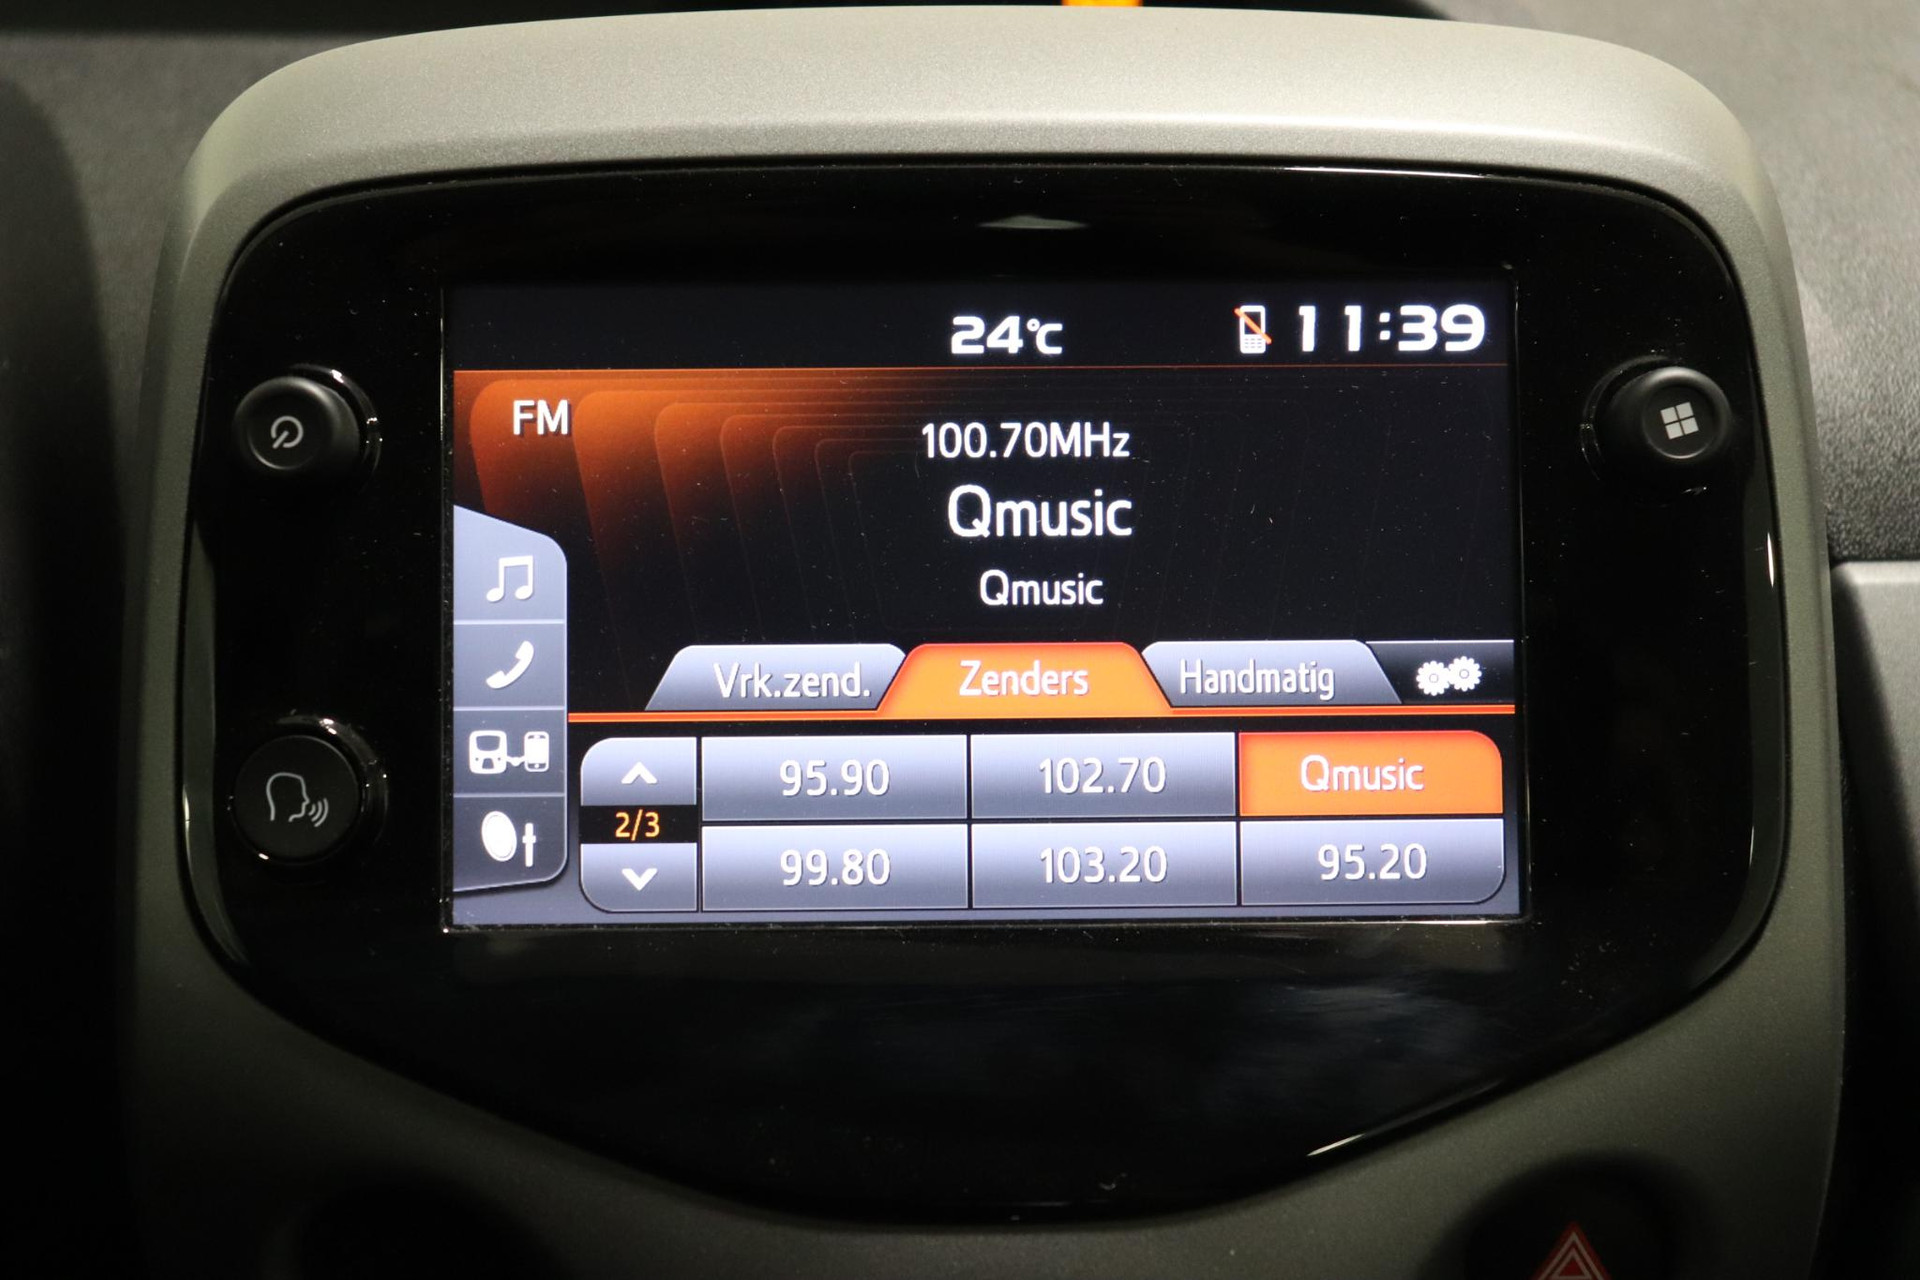 24°C 11:39
FM
100.70MHz
Qmusic
Qmusic
Vrk.zend. Zenders Handmatig
95.90 102.70 Qmusic
2/3
99.80 103.20 95.20